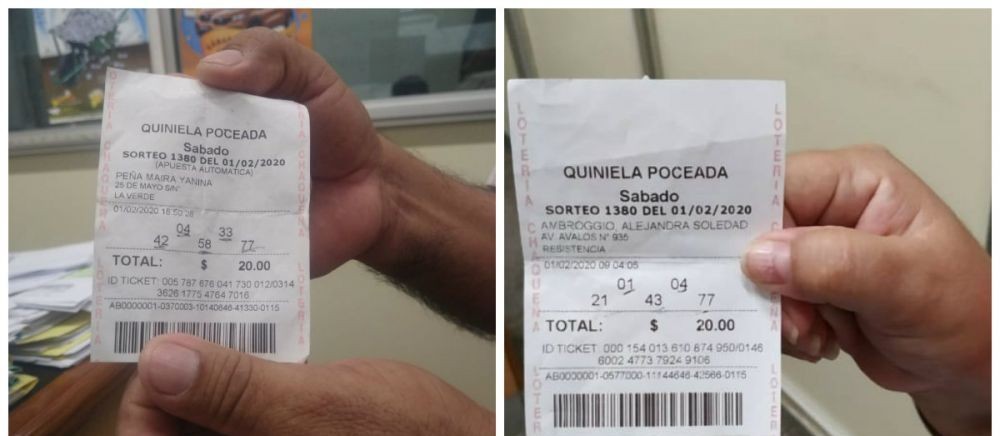 QUINIELA POCEADA
Sabado
SORTEO 1380 DEL 01/02/2020
(APUESTA AUTOMATICA)
PEÑA MAIRA YANINA
25 DE MAYO S/N°
LA VERDE
01/02/2020 18:50:28
04 33
42 58 77
TOTAL: $ 20.00
ID TICKET: 005 787 676 041 730 012/0314
3626 1775 4764 7016
AB0000001-0370003-10140646-41330-0115
LOTERIA CHAQUEÑA LOTERIA
QUINIELA POCEADA
Sabado
SORTEO 1380 DEL 01/02/2020
AMBROGGIO, ALEJANDRA SOLEDAD
AV. AVALOS N° 935
RESISTENCIA
01/02/2020 09:04:05
01 04
21 43 77
TOTAL: $ 20.00
ID TICKET: 000 154 013 610 874 950/0146
6002 4773 7924 9106
AB0000001-0577000-11144646-42566-0115
LOTERIA CHAQUEÑA LOTER
LOTERIA